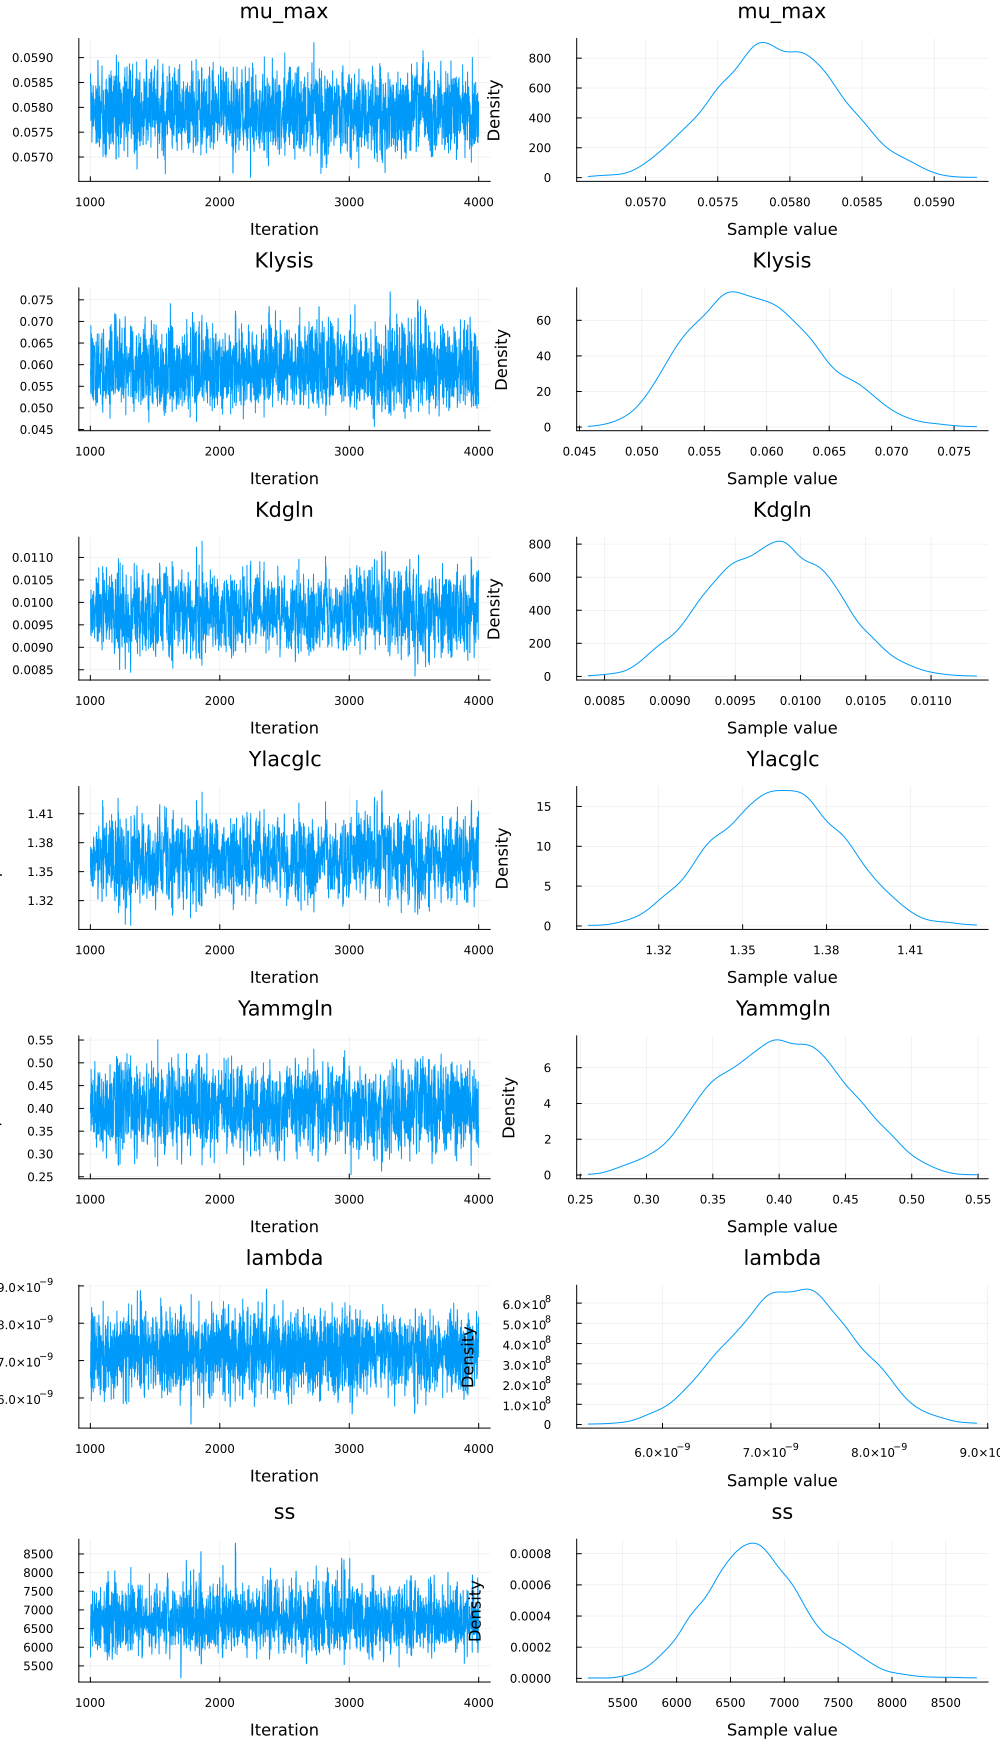 mu_max mu_max
0.0590
0.0585
0.0580
0.0575
0.0570
1000 2000 3000 4000
Iteration
Density
800
600
400
200
0
0.0570 0.0575 0.0580 0.0585 0.0590
Sample value
Klysis Klysis
0.075
0.070
0.065
0.060
0.055
0.050
0.045
1000 2000 3000 4000
Iteration
Density
60
40
20
0
0.045 0.050 0.055 0.060 0.065 0.070 0.075
Sample value
Kdgln Kdgln
0.0110
0.0105
0.0100
0.0095
0.0090
0.0085
1000 2000 3000 4000
Iteration
Density
800
600
400
200
0
0.0085 0.0090 0.0095 0.0100 0.0105 0.0110
Sample value
Ylacglc Ylacglc
1.41
1.38
1.35
1.32
1000 2000 3000 4000
Iteration
Density
15
10
5
0
1.32 1.35 1.38 1.41
Sample value
Yammgln Yammgln
0.55
0.50
0.45
0.40
0.35
0.30
0.25
1000 2000 3000 4000
Iteration
Density
6
4
2
0
0.25 0.30 0.35 0.40 0.45 0.50 0.55
Sample value
lambda lambda
9.0×10⁻⁹
8.0×10⁻⁹
7.0×10⁻⁹
6.0×10⁻⁹
1000 2000 3000 4000
Iteration
Density
6.0×10⁸
5.0×10⁸
4.0×10⁸
3.0×10⁸
2.0×10⁸
1.0×10⁸
0
6.0×10⁻⁹ 7.0×10⁻⁹ 8.0×10⁻⁹
Sample value
ss ss
8500
8000
7500
7000
6500
6000
5500
1000 2000 3000 4000
Iteration
Density
0.0008
0.0006
0.0004
0.0002
0.0000
5500 6000 6500 7000 7500 8000 8500
Sample value